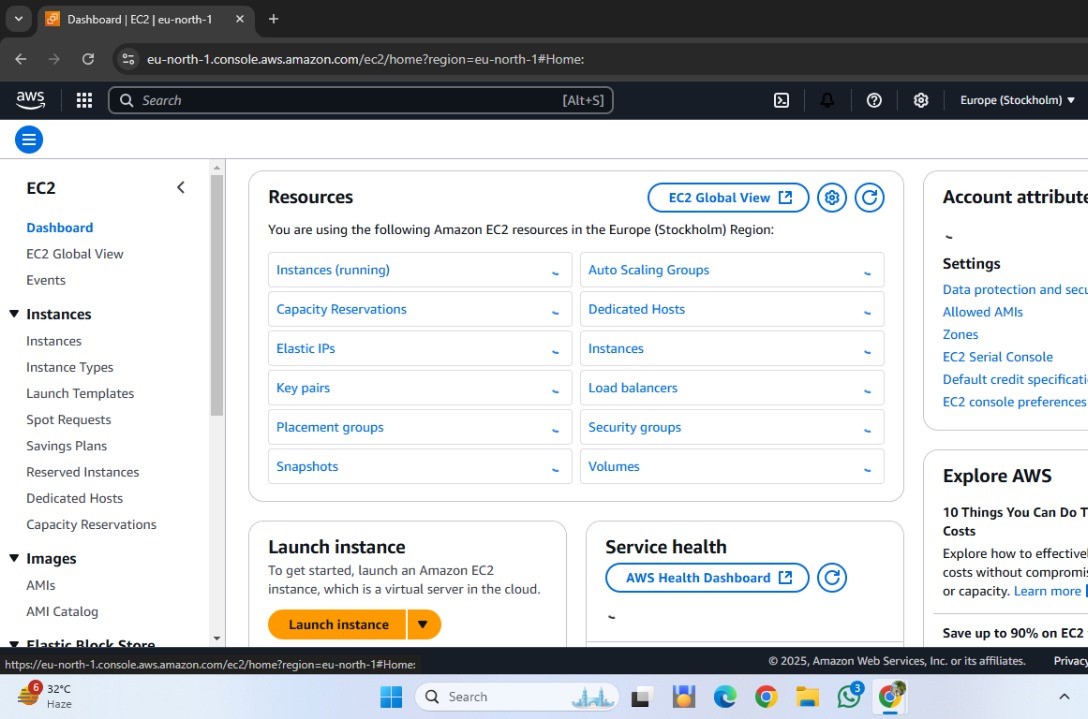 Dashboard | EC2 | eu-north-1
eu-north-1.console.aws.amazon.com/ec2/home?region=eu-north-1#Home:
aws
Search
[Alt+S]
Europe (Stockholm)
EC2
Dashboard
EC2 Global View
Events
Instances
Instances
Instance Types
Launch Templates
Spot Requests
Savings Plans
Reserved Instances
Dedicated Hosts
Capacity Reservations
Images
AMIs
AMI Catalog
Elastic Block Store
Resources
EC2 Global View
You are using the following Amazon EC2 resources in the Europe (Stockholm) Region:
Instances (running)
Auto Scaling Groups
Capacity Reservations
Dedicated Hosts
Elastic IPs
Instances
Key pairs
Load balancers
Placement groups
Security groups
Snapshots
Volumes
Launch instance
To get started, launch an Amazon EC2
instance, which is a virtual server in the cloud.
Launch instance
Service health
AWS Health Dashboard
Account attribute
Settings
Data protection and secu
Allowed AMIs
Zones
EC2 Serial Console
Default credit specificati
EC2 console preferences
Explore AWS
10 Things You Can Do T
Costs
Explore how to effective
costs without compromis
or capacity. Learn more
Save up to 90% on EC2
https://eu-north-1.console.aws.amazon.com/ec2/home?region=eu-north-1#Home:
© 2025, Amazon Web Services, Inc. or its affiliates.
Privacy
6
32°C
Haze
Search
3